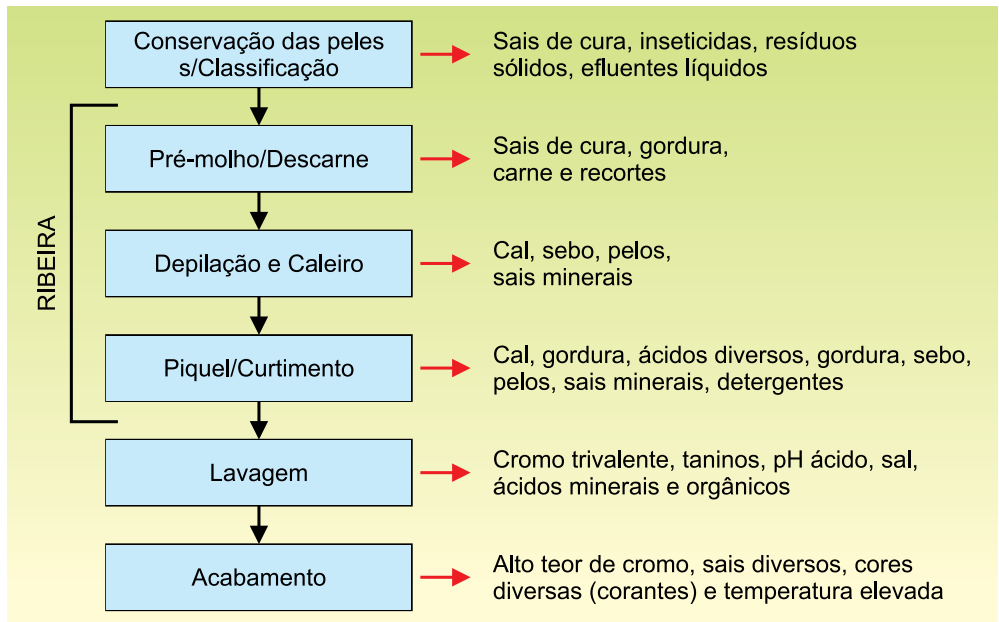 Conservação das peles
s/Classificação
Sais de cura, inseticidas, resíduos
sólidos, efluentes líquidos
RIBEIRA
Pré-molho/Descarne
Sais de cura, gordura,
carne e recortes
Depilação e Caleiro
Cal, sebo, pelos,
sais minerais
Piquel/Curtimento
Cal, gordura, ácidos diversos, gordura, sebo,
pelos, sais minerais, detergentes
Lavagem
Cromo trivalente, taninos, pH ácido, sal,
ácidos minerais e orgânicos
Acabamento
Alto teor de cromo, sais diversos, cores
diversas (corantes) e temperatura elevada